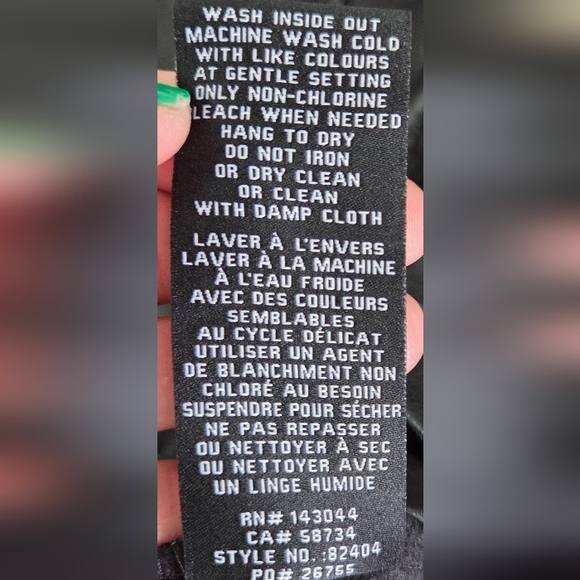 WASH INSIDE OUT
MACHINE WASH COLD
WITH LIKE COLOURS
AT GENTLE SETTING
ONLY NON-CHLORINE
LEACH WHEN NEEDED
HANG TO DRY
DO NOT IRON
OR DRY CLEAN
OR CLEAN
WITH DAMP CLOTH
LAVER À L'ENVERS
LAVER À LA MACHINE
À L'EAU FROIDE
AVEC DES COULEURS
SEMBLABLES
AU CYCLE DÉLICAT
UTILISER UN AGENT
DE BLANCHIMENT NON
CHLORÉ AU BESOIN
SUSPENDRE POUR SÉCHER
NE PAS REPASSER
OU NETTOYER À SEC
OU NETTOYER AVEC
UN LINGE HUMIDE
RN# 143044
CA# 58734
STYLE NO.:82404
PO# 26755